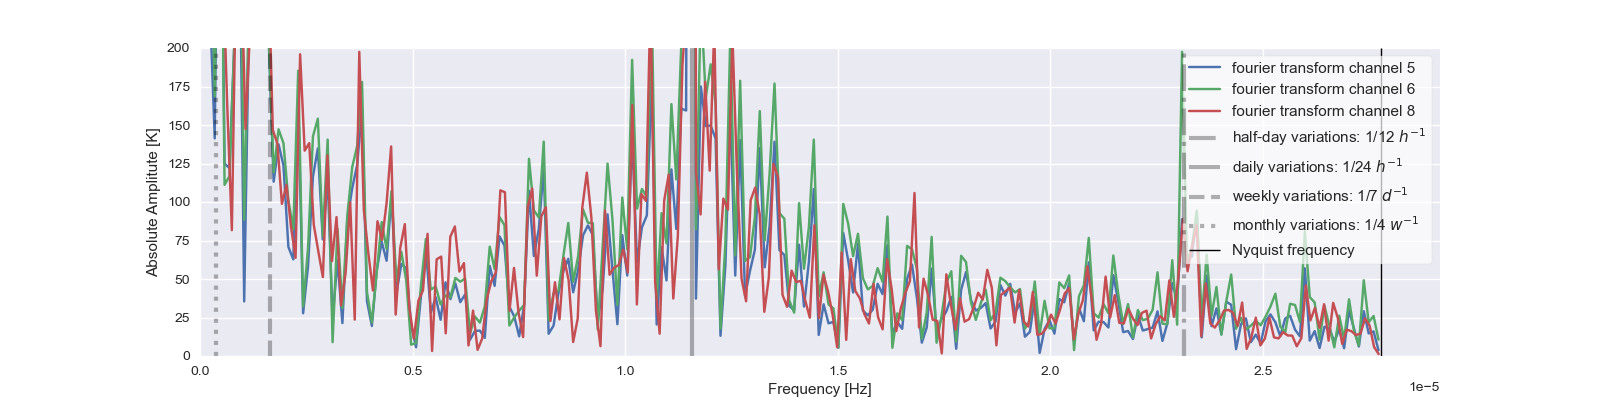 200
175
150
125
100
75
50
25
0
Absolute Amplitute [K]
0.0
0.5
1.0
1.5
2.0
2.5
1e−5
Frequency [Hz]
fourier transform channel 5
fourier transform channel 6
fourier transform channel 8
half-day variations: 1/12 h⁻¹
daily variations: 1/24 h⁻¹
weekly variations: 1/7 d⁻¹
monthly variations: 1/4 w⁻¹
Nyquist frequency